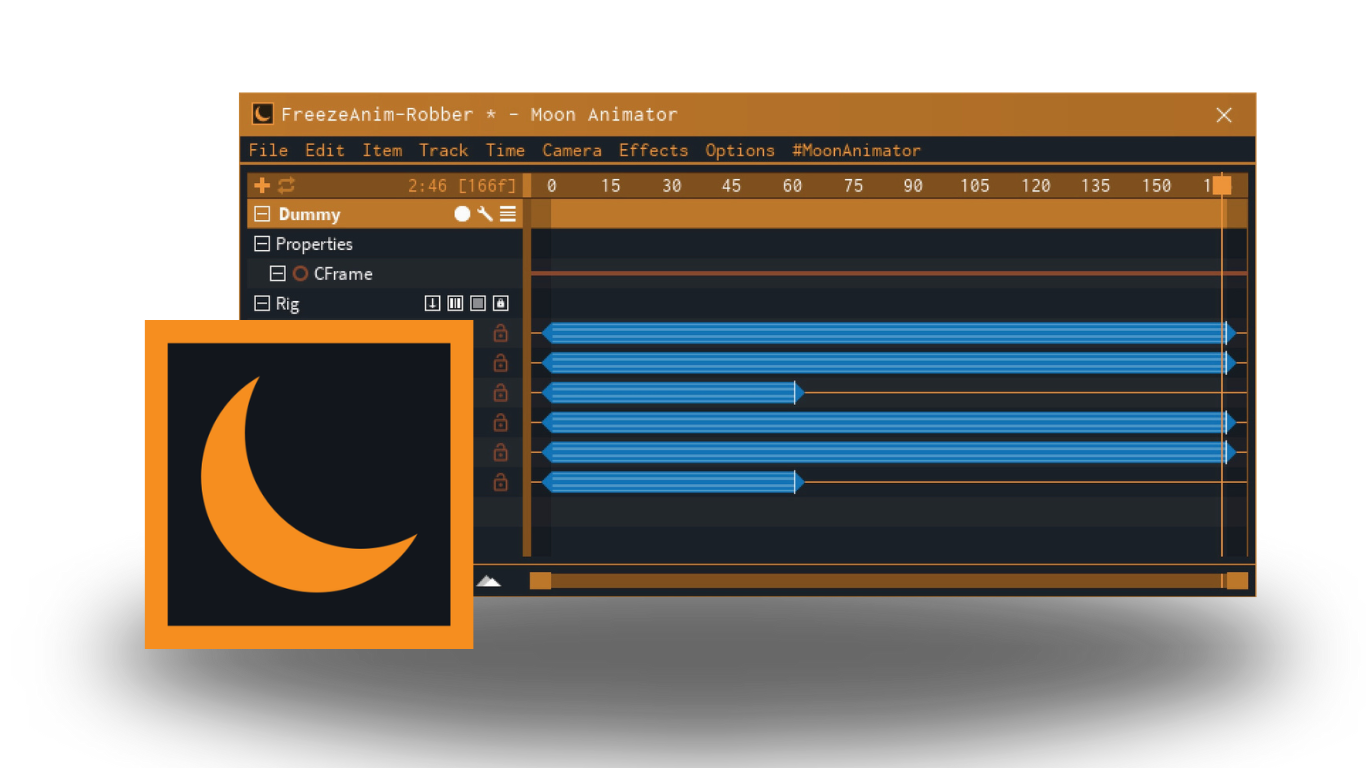 FreezeAnim-Robber * - Moon Animator
File Edit Item Track Time Camera Effects Options #MoonAnimator
2:46 [166f] 0 15 30 45 60 75 90 105 120 135 150
Dummy
Properties
CFrame
Rig